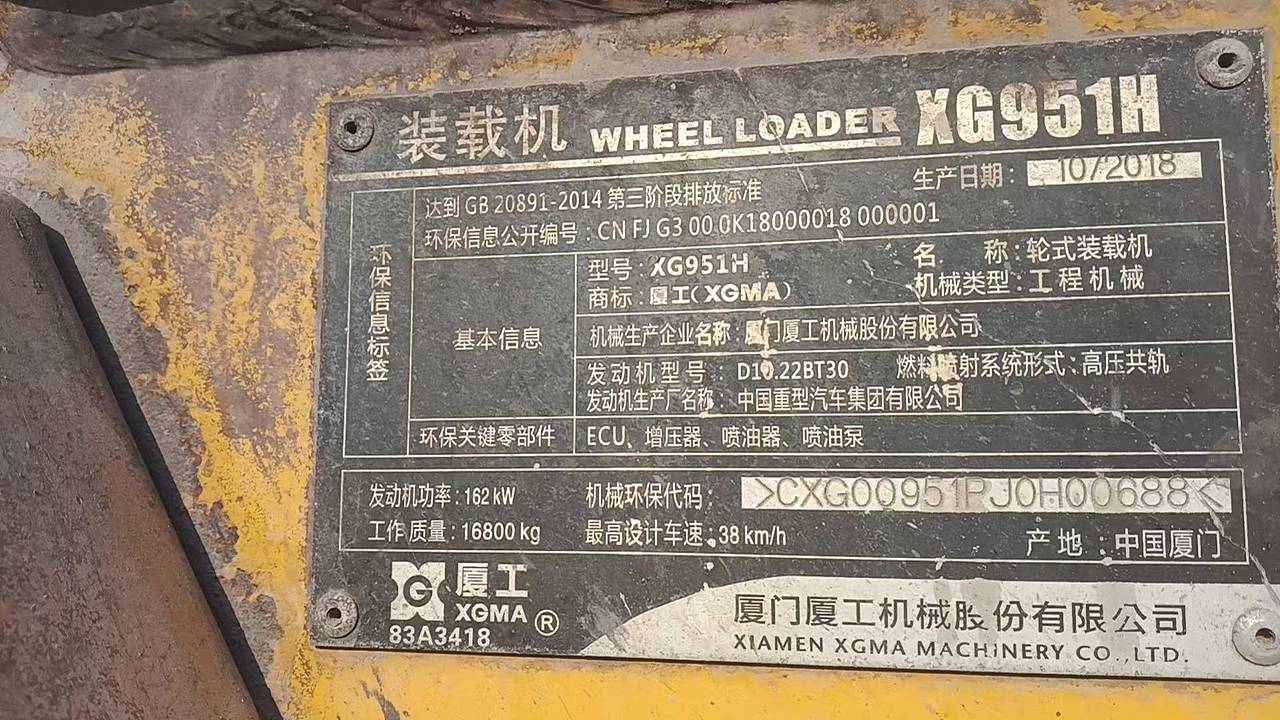 装载机 WHEEL LOADER XG951H
生产日期：10/2018
达到 GB 20891-2014 第三阶段排放标准
环保信息公开编号：CN FJ G3 00 0K18000018 000001
环保信息标签
基本信息
型号：XG951H 名 称：轮式装载机
商标：厦工（XGMA） 机械类型：工程机械
机械生产企业名称：厦门厦工机械股份有限公司
发动机型号：D10.22BT30 燃料喷射系统形式：高压共轨
发动机生产厂名称：中国重型汽车集团有限公司
环保关键零部件 ECU、增压器、喷油器、喷油泵
发动机功率：162 kW 机械环保代码：>CXG00951PJ0H00688<
工作质量：16800 kg 最高设计车速：38 km/h 产地：中国厦门
厦工
XGMA ®
83A3418
厦门厦工机械股份有限公司
XIAMEN XGMA MACHINERY CO.,LTD.